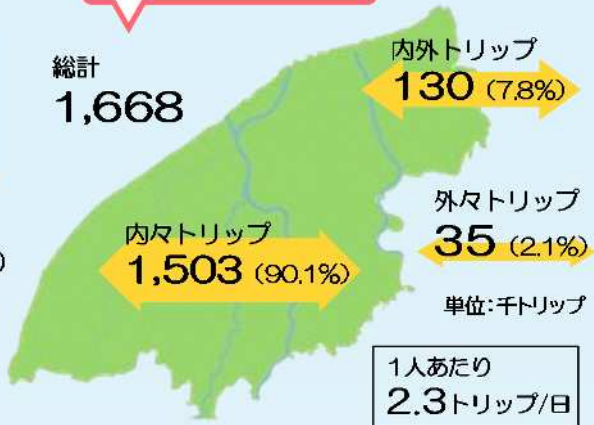 総計
1,668
内外トリップ
130 (7.8%)
内々トリップ
1,503 (90.1%)
外々トリップ
35 (2.1%)
単位:千トリップ
1人あたり
2.3トリップ/日
)